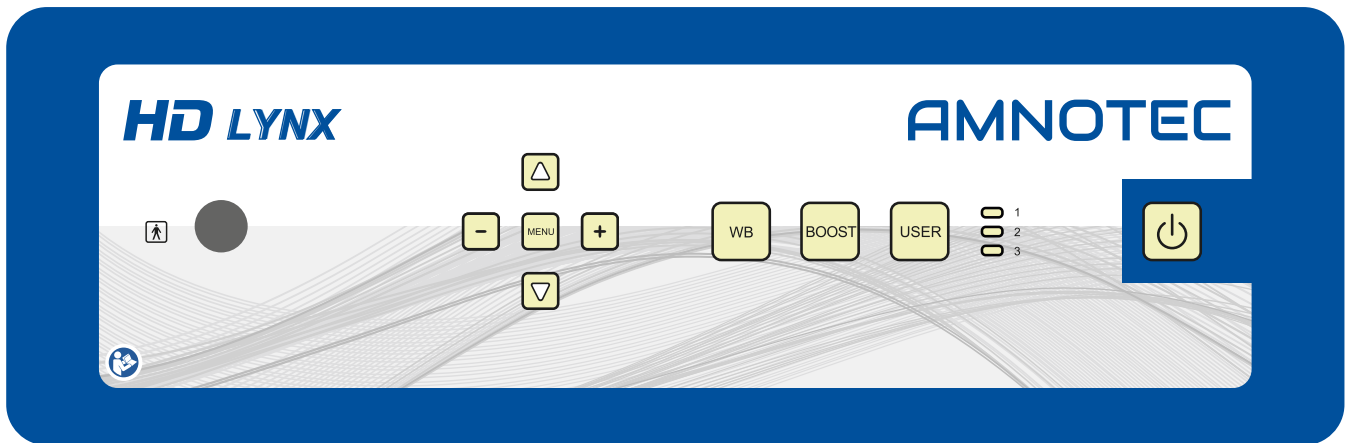 HD LYNX
AMNOTEC
- MENU +
WB BOOST USER
1
2
3